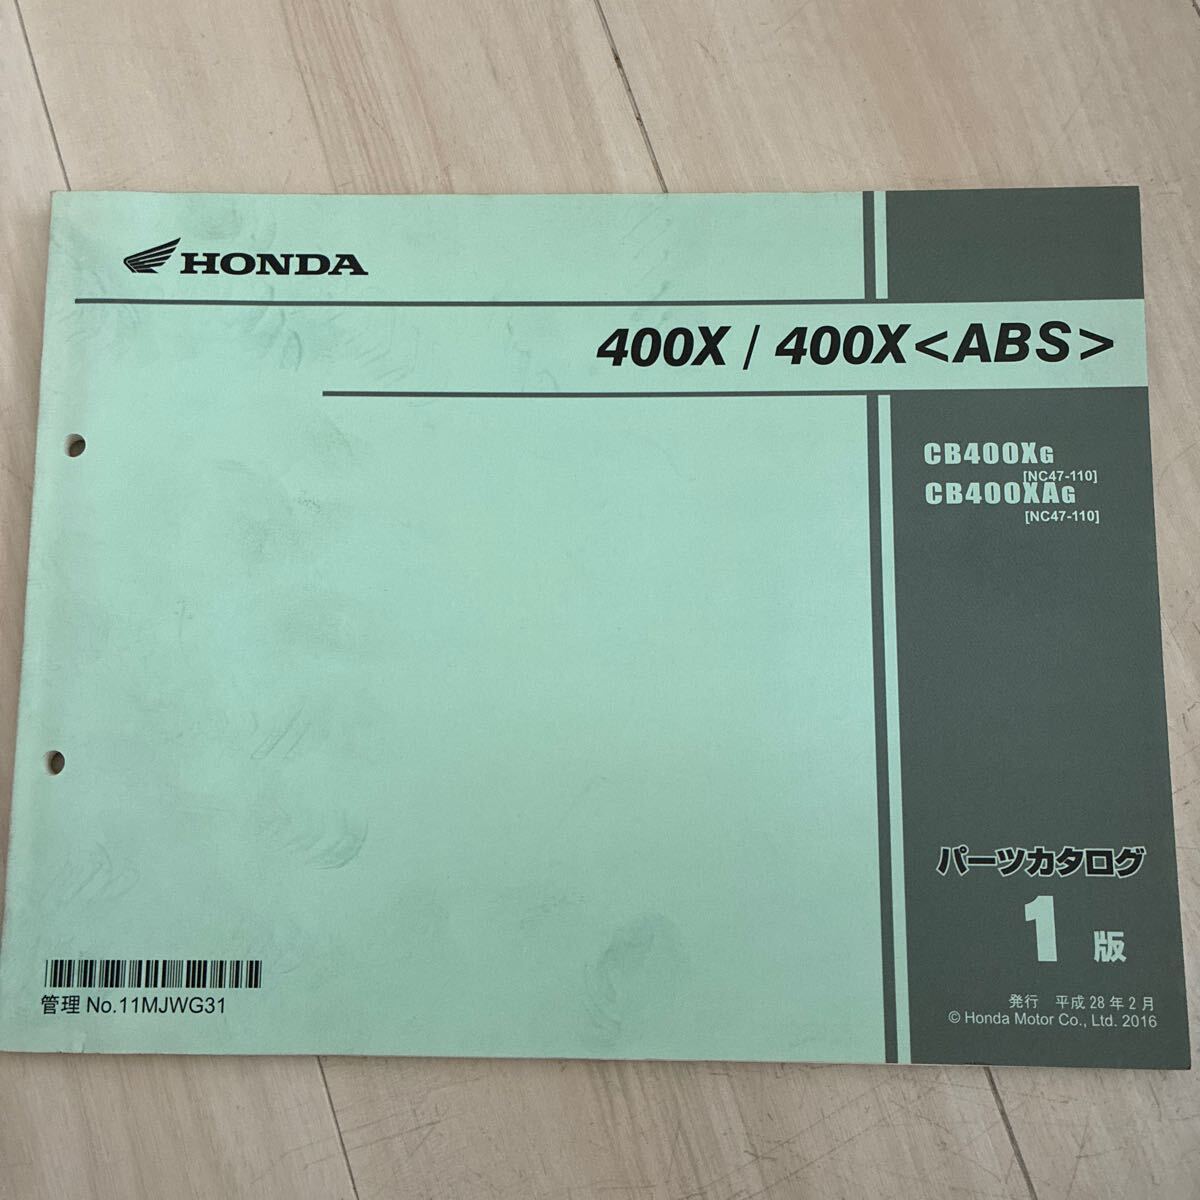 HONDA
400X / 400X<ABS>
CB400XG
[NC47-110]
CB400XAG
[NC47-110]
パーツカタログ
1 版
管理 No.11MJWG31
発行 平成 28 年 2 月
© Honda Motor Co., Ltd. 2016